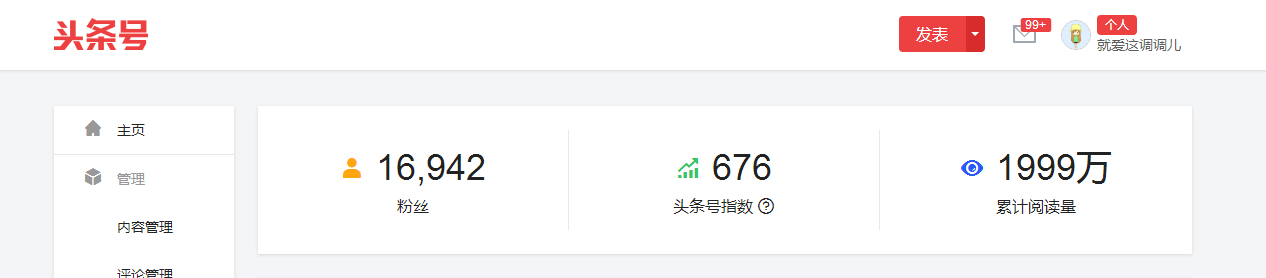 头条号
发表
99+
个人
就爱这调调儿
主页
管理
内容管理
评论管理
16,942
粉丝
676
头条号指数 ?
1999万
累计阅读量